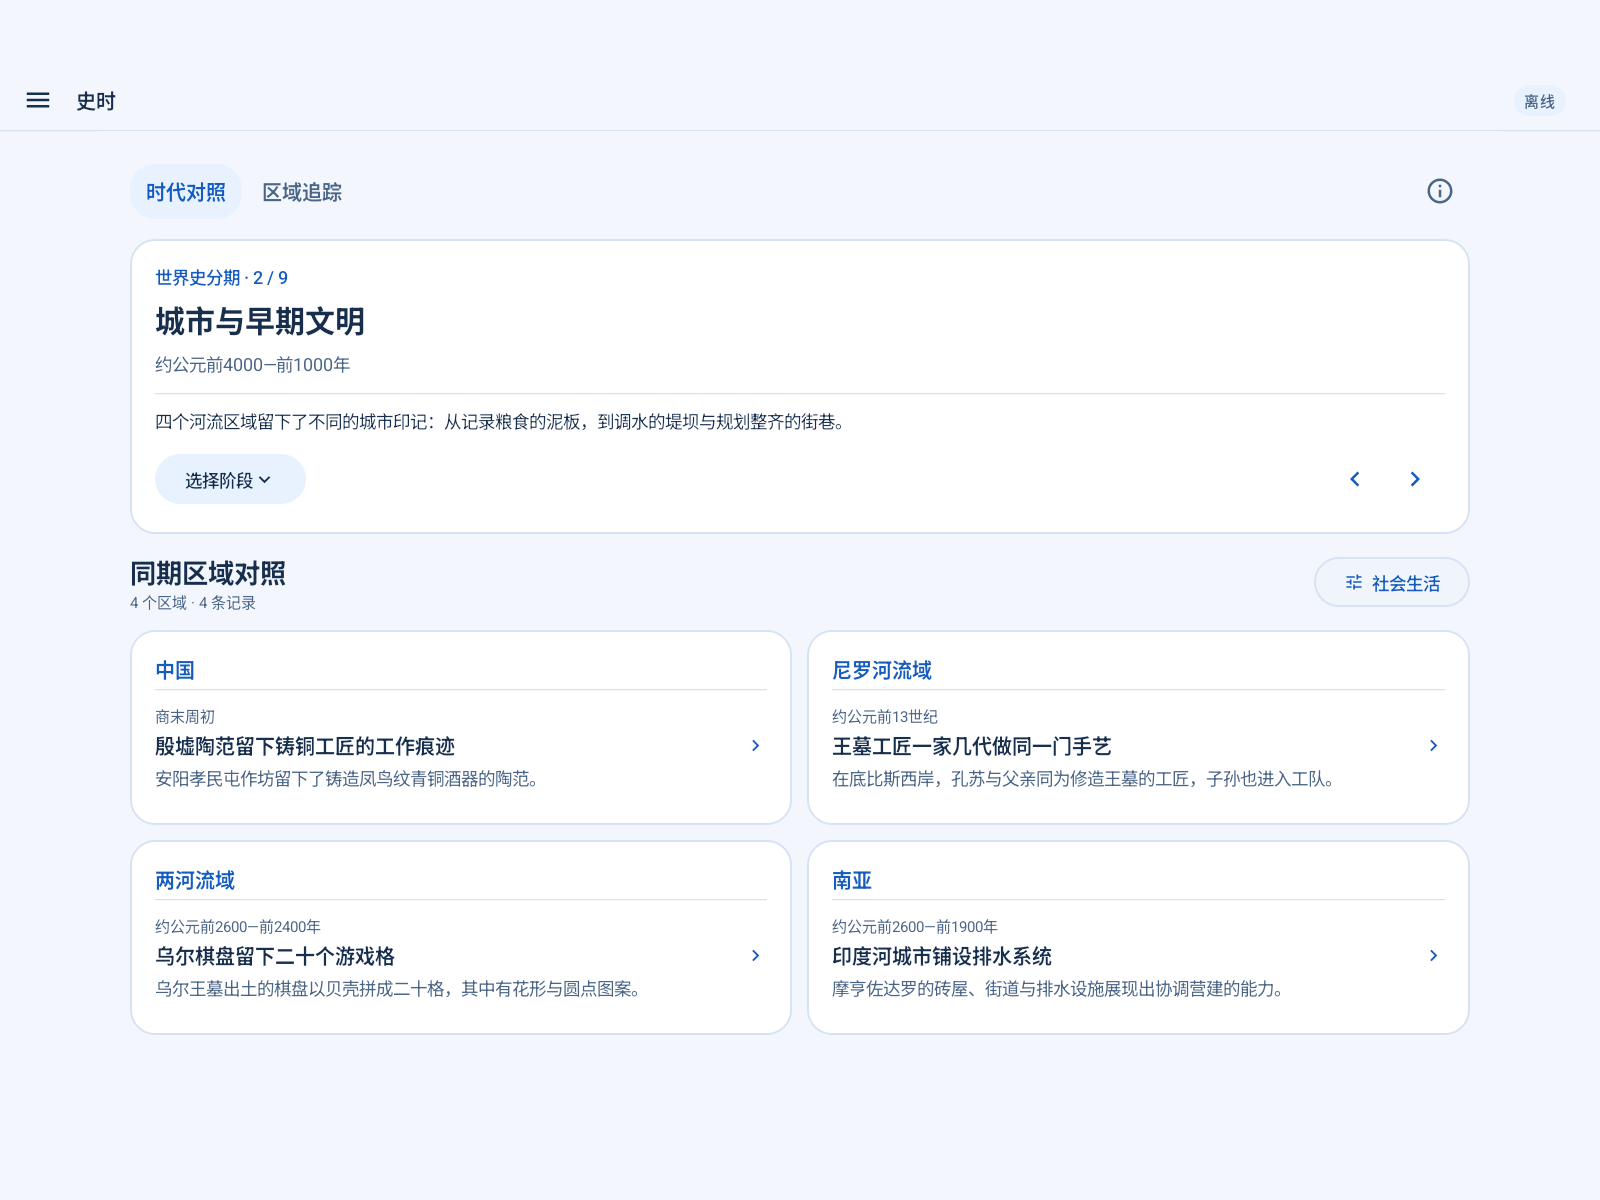 史时
离线
时代对照
区域追踪
世界史分期 · 2 / 9
城市与早期文明
约公元前4000—前1000年
四个河流区域留下了不同的城市印记：从记录粮食的泥板，到调水的堤坝与规划整齐的街巷。
选择阶段
同期区域对照
4 个区域 · 4 条记录
社会生活
中国
商末周初
殷墟陶范留下铸铜工匠的工作痕迹
安阳孝民屯作坊留下了铸造凤鸟纹青铜酒器的陶范。
尼罗河流域
约公元前13世纪
王墓工匠一家几代做同一门手艺
在底比斯西岸，孔苏与父亲同为修造王墓的工匠，子孙也进入工队。
两河流域
约公元前2600—前2400年
乌尔棋盘留下二十个游戏格
乌尔王墓出土的棋盘以贝壳拼成二十格，其中有花形与圆点图案。
南亚
约公元前2600—前1900年
印度河城市铺设排水系统
摩亨佐达罗的砖屋、街道与排水设施展现出协调营建的能力。